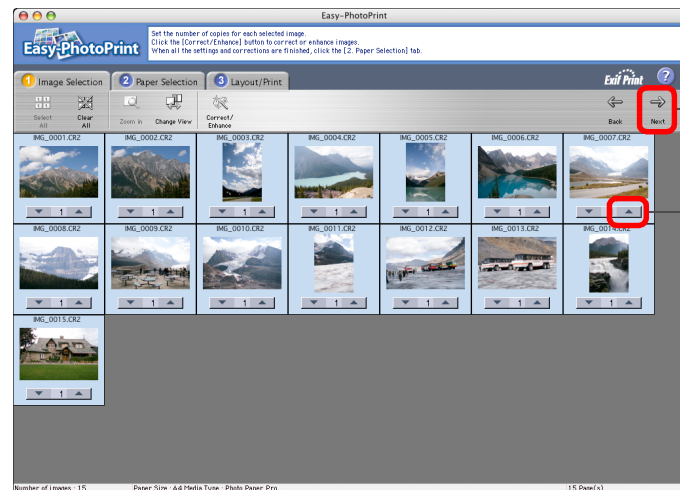 Easy-PhotoPrint
Easy-PhotoPrint
Set the number of copies for each selected image.
Click the [Correct/Enhance] button to correct or enhance images.
When all the settings and corrections are finished, click the [2. Paper Selection] tab.
1 Image Selection
2 Paper Selection
3 Layout/Print
Exif Print
?
Select All
Clear All
Zoom in
Change View
Correct/ Enhance
Back
Next
IMG_0001.CR2
IMG_0002.CR2
IMG_0003.CR2
IMG_0004.CR2
IMG_0005.CR2
IMG_0006.CR2
IMG_0007.CR2
1
1
1
1
1
1
1
IMG_0008.CR2
IMG_0009.CR2
IMG_0010.CR2
IMG_0011.CR2
IMG_0012.CR2
IMG_0013.CR2
IMG_0014.CR2
1
1
1
1
1
1
1
IMG_0015.CR2
1
Number of images : 15
Paper Size : A4 Media Type : Photo Paper Pro
15 Page(s)